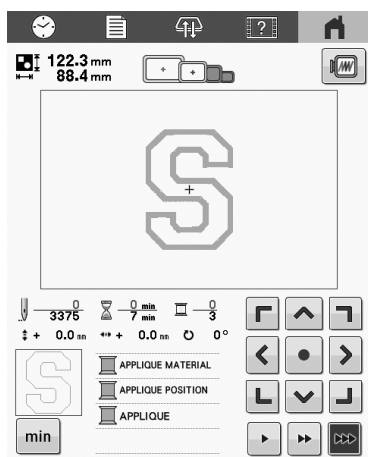 ?
122.3 mm
88.4 mm
S
0 0 min 0
3375 7 min 3
+ 0.0 mm + 0.0 mm 0°
S
APPLIQUE MATERIAL
APPLIQUE POSITION
APPLIQUE
min